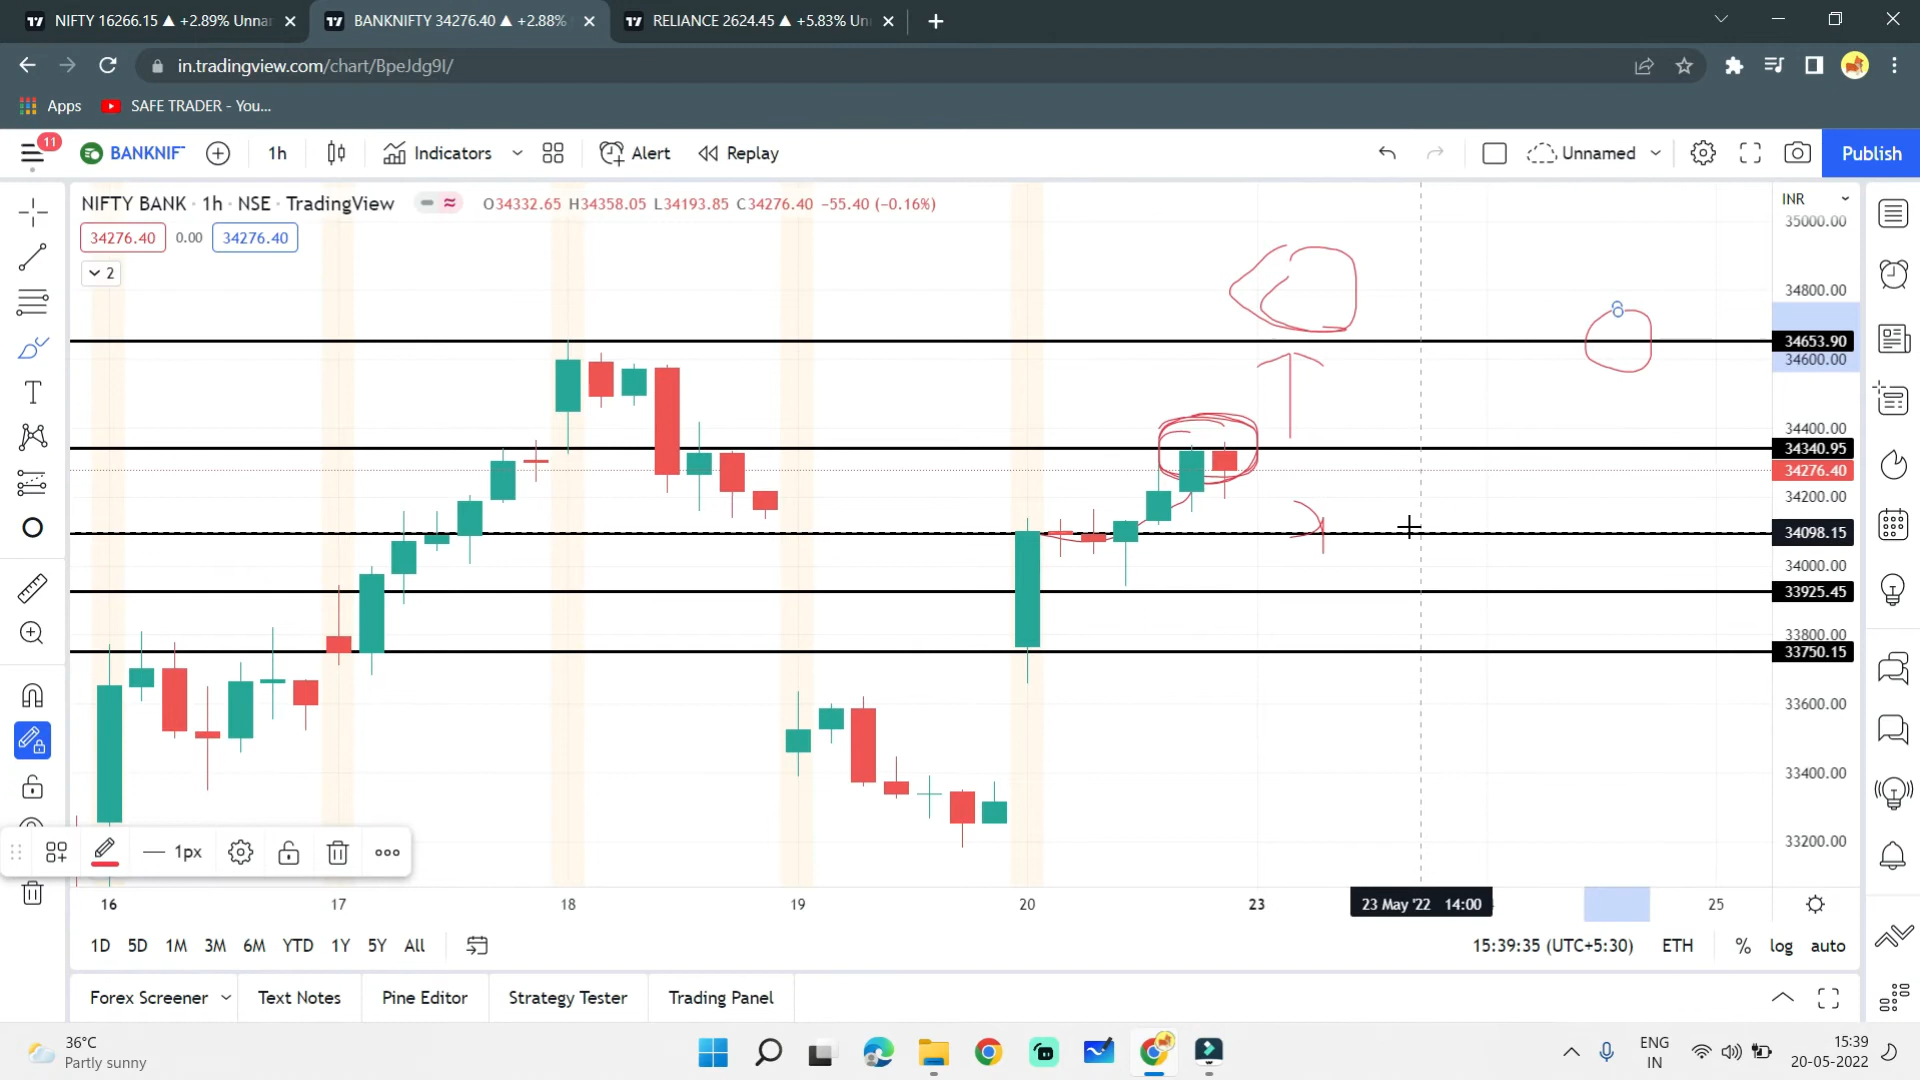 NIFTY 16266.15 ▲ +2.89% Unnar
BANKNIFTY 34276.40 ▲ +2.88%
RELIANCE 2624.45 ▲ +5.83% Un
in.tradingview.com/chart/BpeJdg9I/
Apps
SAFE TRADER - You...
11
BANKNIF
1h
Indicators
Alert
Replay
Unnamed
Publish
NIFTY BANK · 1h · NSE · TradingView
O34332.65 H34358.05 L34193.85 C34276.40 −55.40 (−0.16%)
INR
34276.40
0.00
34276.40
2
35000.00
34800.00
34653.90
34600.00
34400.00
34340.95
34276.40
34200.00
34098.15
34000.00
33925.45
33800.00
33750.15
33600.00
33400.00
33200.00
1px
16
17
18
19
20
23
23 May '22 14:00
25
1D 5D 1M 3M 6M YTD 1Y 5Y All
15:39:35 (UTC+5:30)
ETH
%
log
auto
Forex Screener
Text Notes
Pine Editor
Strategy Tester
Trading Panel
36°C
Partly sunny
ENG
IN
15:39
20-05-2022